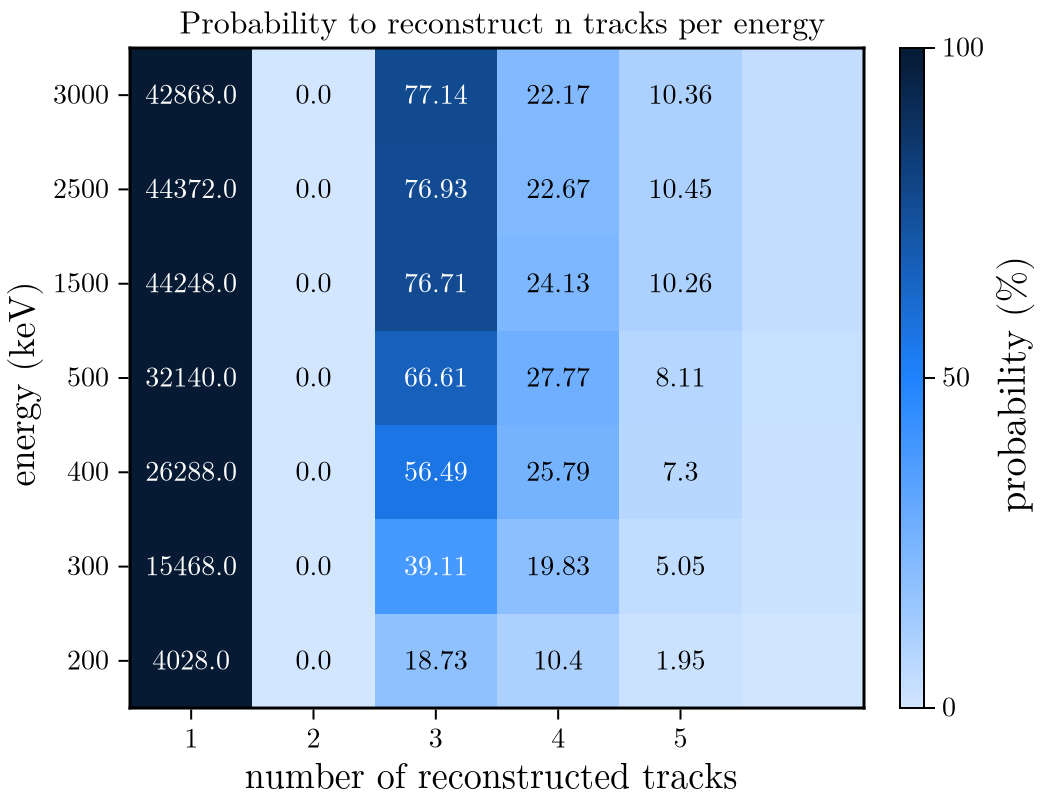 Probability to reconstruct n tracks per energy
energy (keV)
3000 42868.0 0.0 77.14 22.17 10.36
2500 44372.0 0.0 76.93 22.67 10.45
1500 44248.0 0.0 76.71 24.13 10.26
500 32140.0 0.0 66.61 27.77 8.11
400 26288.0 0.0 56.49 25.79 7.3
300 15468.0 0.0 39.11 19.83 5.05
200 4028.0 0.0 18.73 10.4 1.95
1 2 3 4 5
number of reconstructed tracks
100
50
0
probability (%)